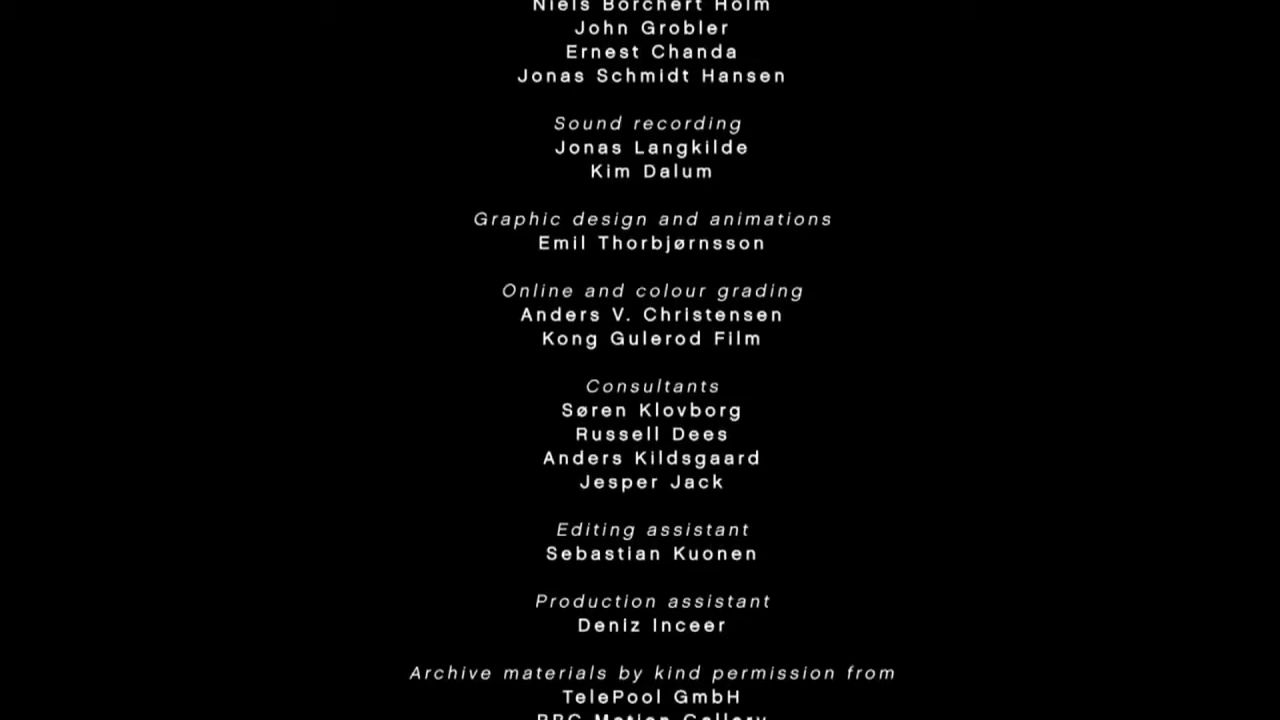 Niels Borchert Holm
John Grobler
Ernest Chanda
Jonas Schmidt Hansen
Sound recording
Jonas Langkilde
Kim Dalum
Graphic design and animations
Emil Thorbjørnsson
Online and colour grading
Anders V. Christensen
Kong Gulerod Film
Consultants
Søren Klovborg
Russell Dees
Anders Kildsgaard
Jesper Jack
Editing assistant
Sebastian Kuonen
Production assistant
Deniz Inceer
Archive materials by kind permission from
TelePool GmbH
BBC Motion Gallery